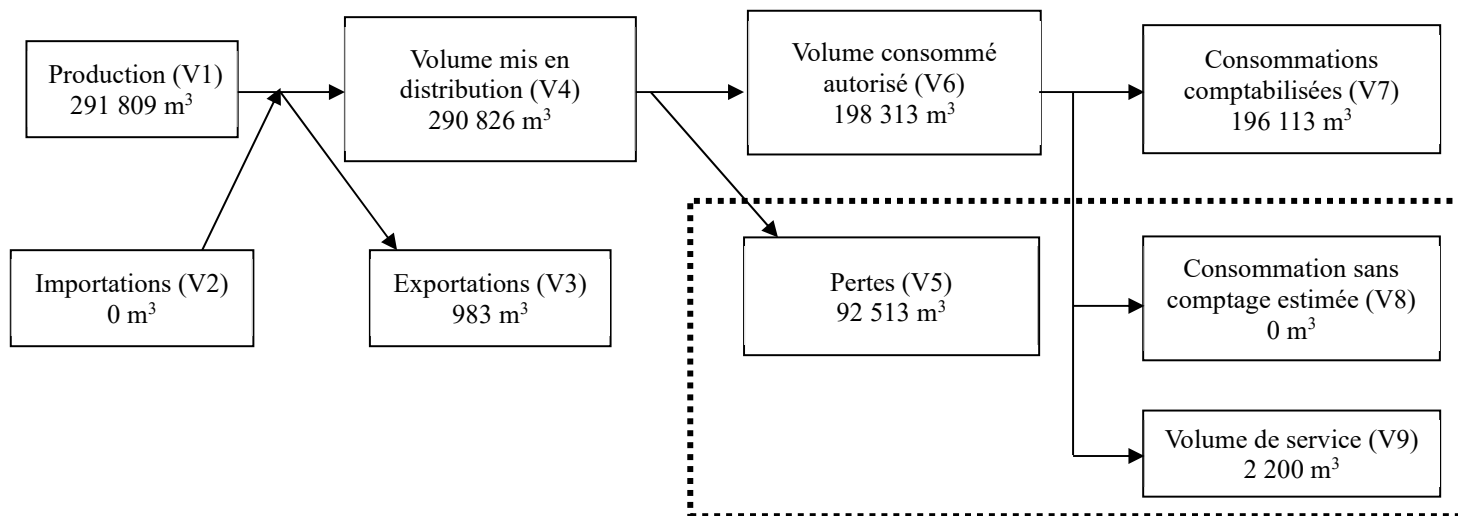 Production (V1)
291 809 m³
Volume mis en
distribution (V4)
290 826 m³
Volume consommé
autorisé (V6)
198 313 m³
Consommations
comptabilisées (V7)
196 113 m³
Importations (V2)
0 m³
Exportations (V3)
983 m³
Pertes (V5)
92 513 m³
Consommation sans
comptage estimée (V8)
0 m³
Volume de service (V9)
2 200 m³